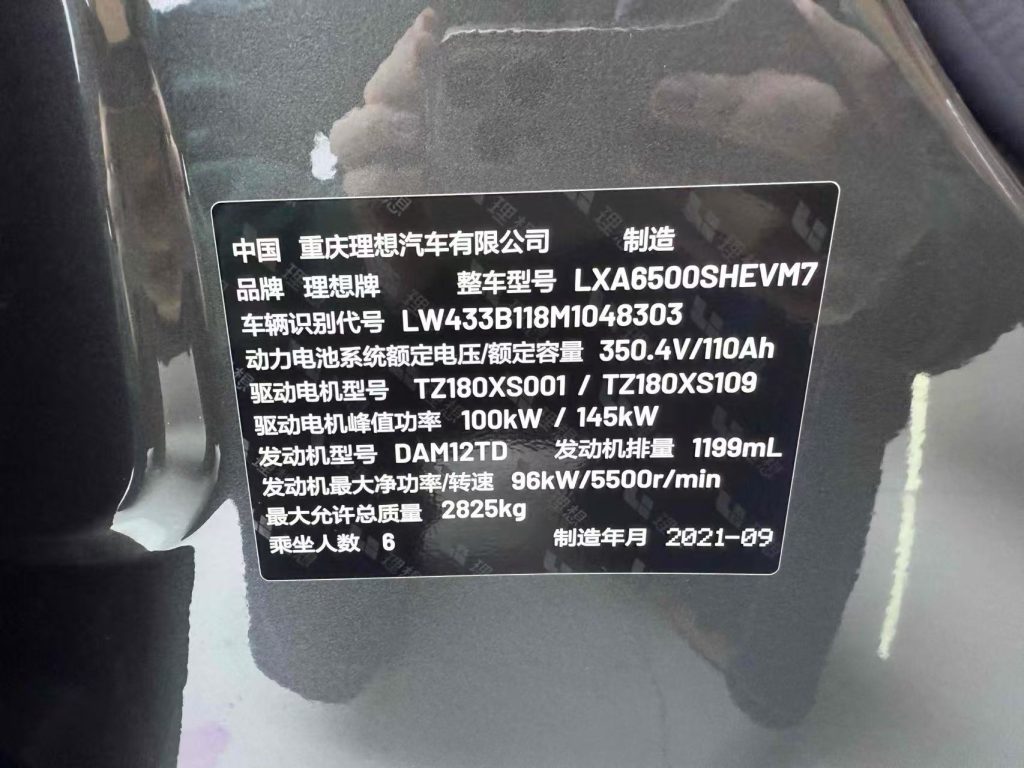 中国 重庆理想汽车有限公司 制造
品牌 理想牌 整车型号 LXA6500SHEVM7
车辆识别代号 LW433B118M1048303
动力电池系统额定电压/额定容量 350.4V/110Ah
驱动电机型号 TZ180XS001 / TZ180XS109
驱动电机峰值功率 100kW / 145kW
发动机型号 DAM12TD 发动机排量 1199mL
发动机最大净功率/转速 96kW/5500r/min
最大允许总质量 2825kg
乘坐人数 6 制造年月 2021-09